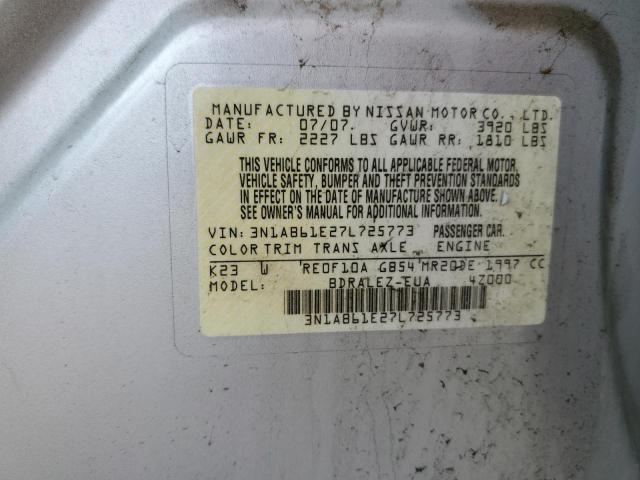 MANUFACTURED BY NISSAN MOTOR CO., LTD.
DATE: 07/07. GVWR: 3920 LBS
GAWR FR: 2227 LBS GAWR RR: 1810 LBS
THIS VEHICLE CONFORMS TO ALL APPLICABLE FEDERAL MOTOR
VEHICLE SAFETY, BUMPER AND THEFT PREVENTION STANDARDS
IN EFFECT ON THE DATE OF MANUFACTURE SHOWN ABOVE.
SEE OWNER'S MANUAL FOR ADDITIONAL INFORMATION.
VIN: 3N1AB61E27L725773 PASSENGER CAR
COLOR TRIM TRANS AXLE ENGINE
K23 W RE0F10A GB54 MR20DE 1997 CC
MODEL: BDRALEZ-EUA 4Z000
3N1AB61E27L725773